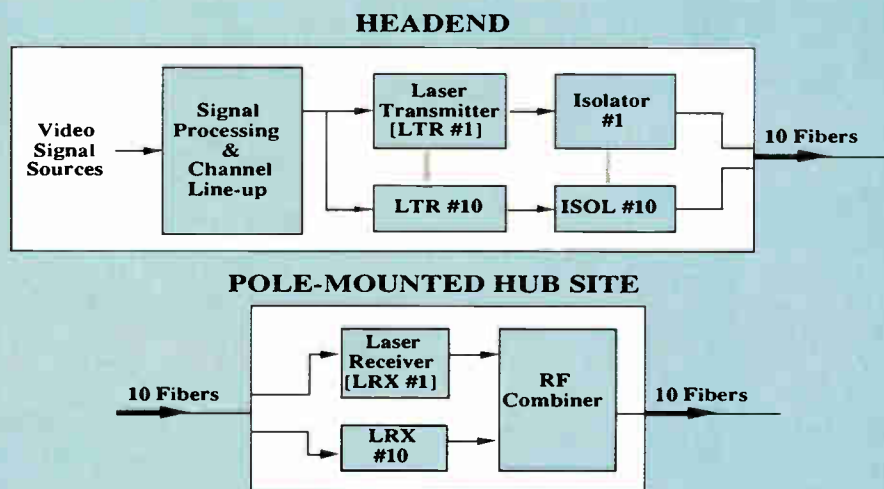 HEADEND
Video
Signal
Sources
Signal
Processing
&
Channel
Line-up
Laser
Transmitter
[LTR #1]
Isolator
#1
LTR #10
ISOL #10
10 Fibers
POLE-MOUNTED HUB SITE
10 Fibers
Laser
Receiver
[LRX #1]
LRX
#10
RF
Combiner
10 Fibers